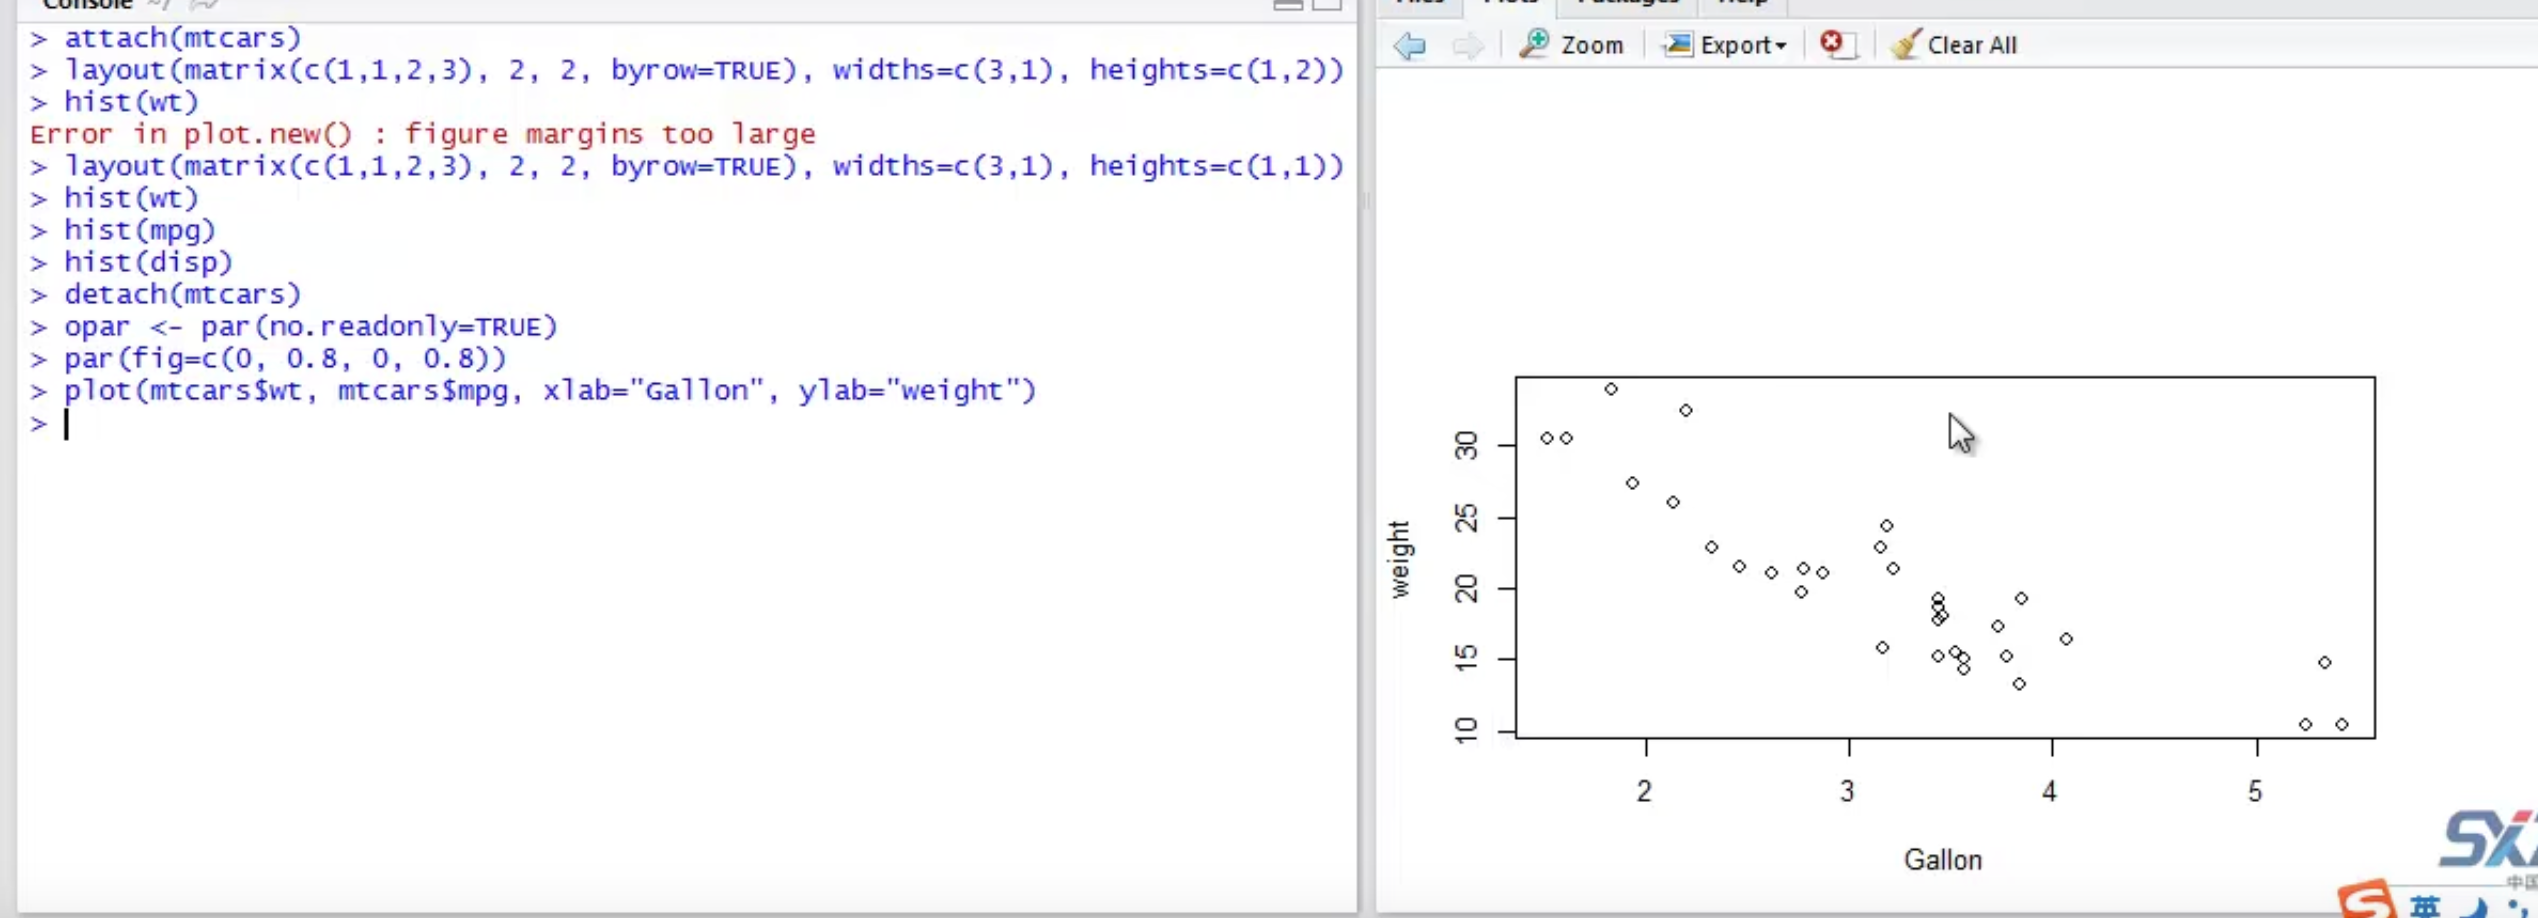 Console ~/
> attach(mtcars)
> layout(matrix(c(1,1,2,3), 2, 2, byrow=TRUE), widths=c(3,1), heights=c(1,2))
> hist(wt)
Error in plot.new() : figure margins too large
> layout(matrix(c(1,1,2,3), 2, 2, byrow=TRUE), widths=c(3,1), heights=c(1,1))
> hist(wt)
> hist(mpg)
> hist(disp)
> detach(mtcars)
> opar <- par(no.readonly=TRUE)
> par(fig=c(0, 0.8, 0, 0.8))
> plot(mtcars$wt, mtcars$mpg, xlab="Gallon", ylab="weight")
>
Files Plots Packages Help
Zoom Export Clear All
30
25
20
15
10
weight
2 3 4 5
Gallon
中国
英